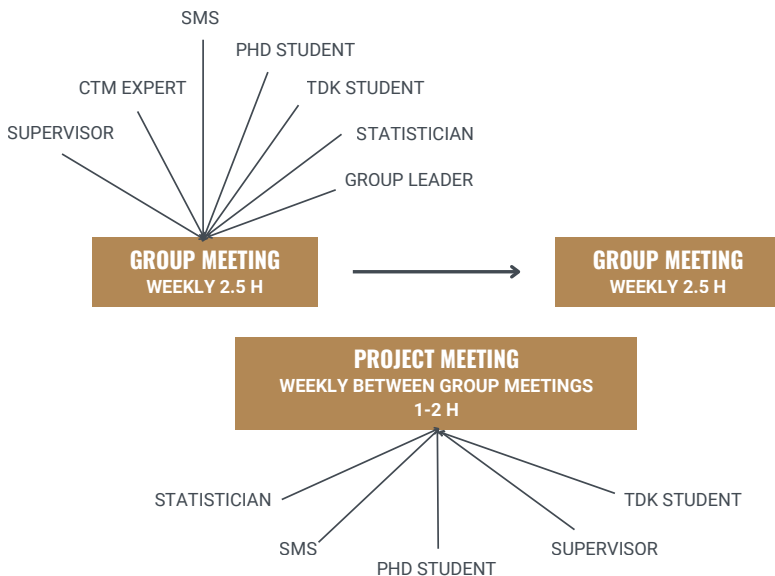 SMS
PHD STUDENT
CTM EXPERT
TDK STUDENT
SUPERVISOR
STATISTICIAN
GROUP LEADER
GROUP MEETING
WEEKLY 2.5 H
GROUP MEETING
WEEKLY 2.5 H
PROJECT MEETING
WEEKLY BETWEEN GROUP MEETINGS
1-2 H
STATISTICIAN
TDK STUDENT
SMS
SUPERVISOR
PHD STUDENT